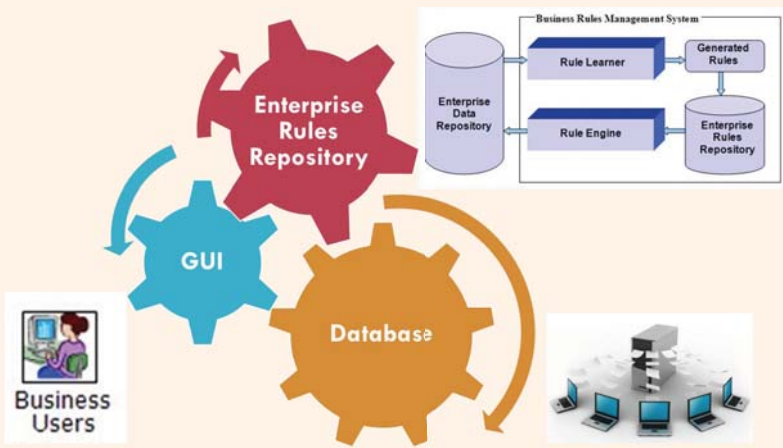 Business Rules Management System
Enterprise
Data
Repository
Rule Learner
Generated
Rules
Rule Engine
Enterprise
Rules
Repository
Enterprise
Rules
Repository
GUI
Database
Business
Users